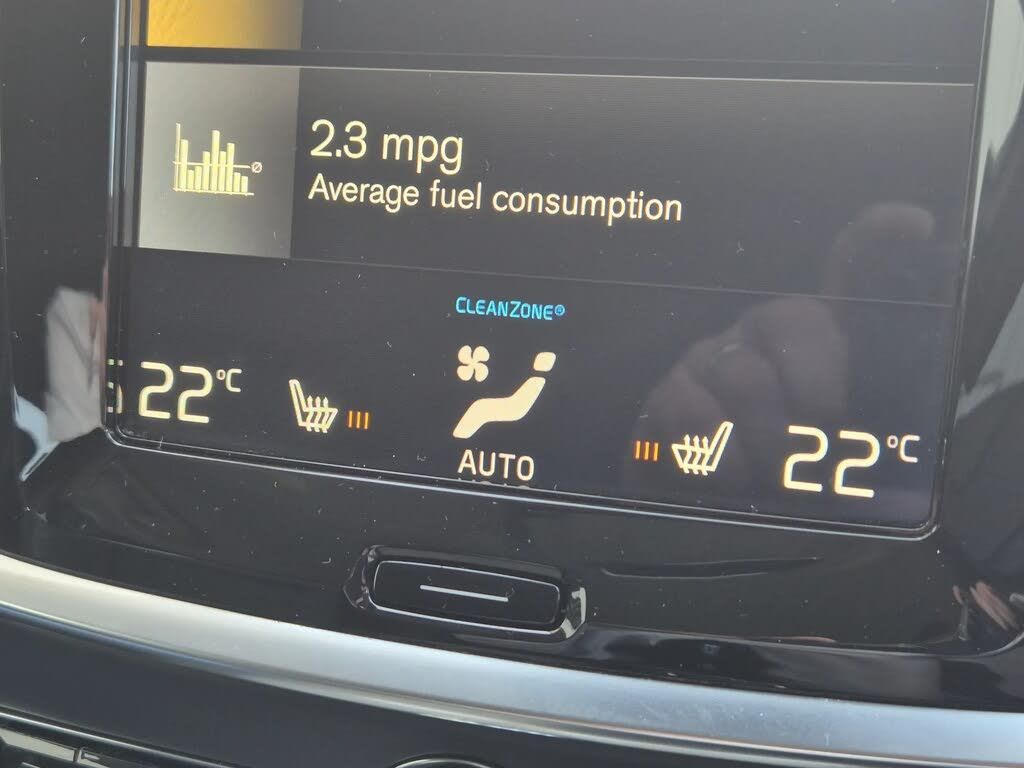 2.3 mpg
Average fuel consumption
CLEANZONE®
22°C
22°C
AUTO